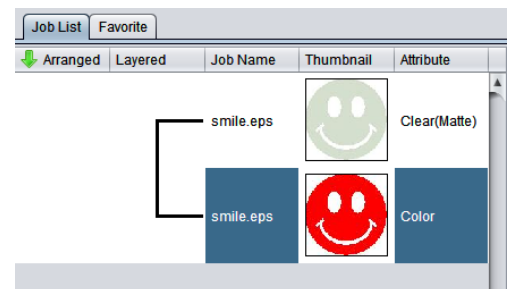 Job List Favorite
Arranged Layered Job Name Thumbnail Attribute
smile.eps Clear(Matte)
smile.eps Color